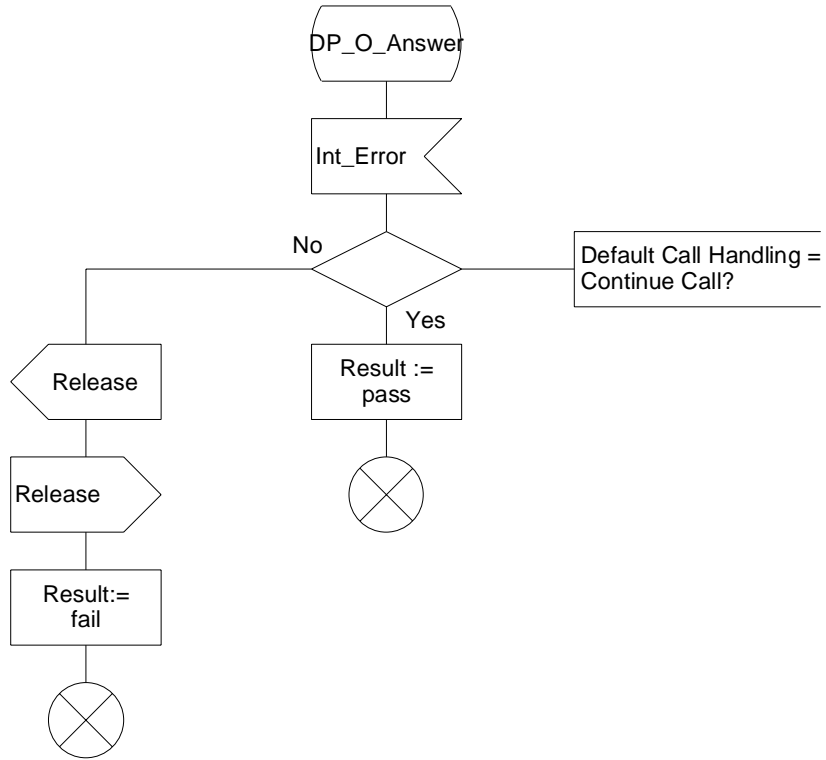 DP_O_Answer
Int_Error
No
Default Call Handling =
Continue Call?
Yes
Release
Result :=
pass
Release
Result:=
fail